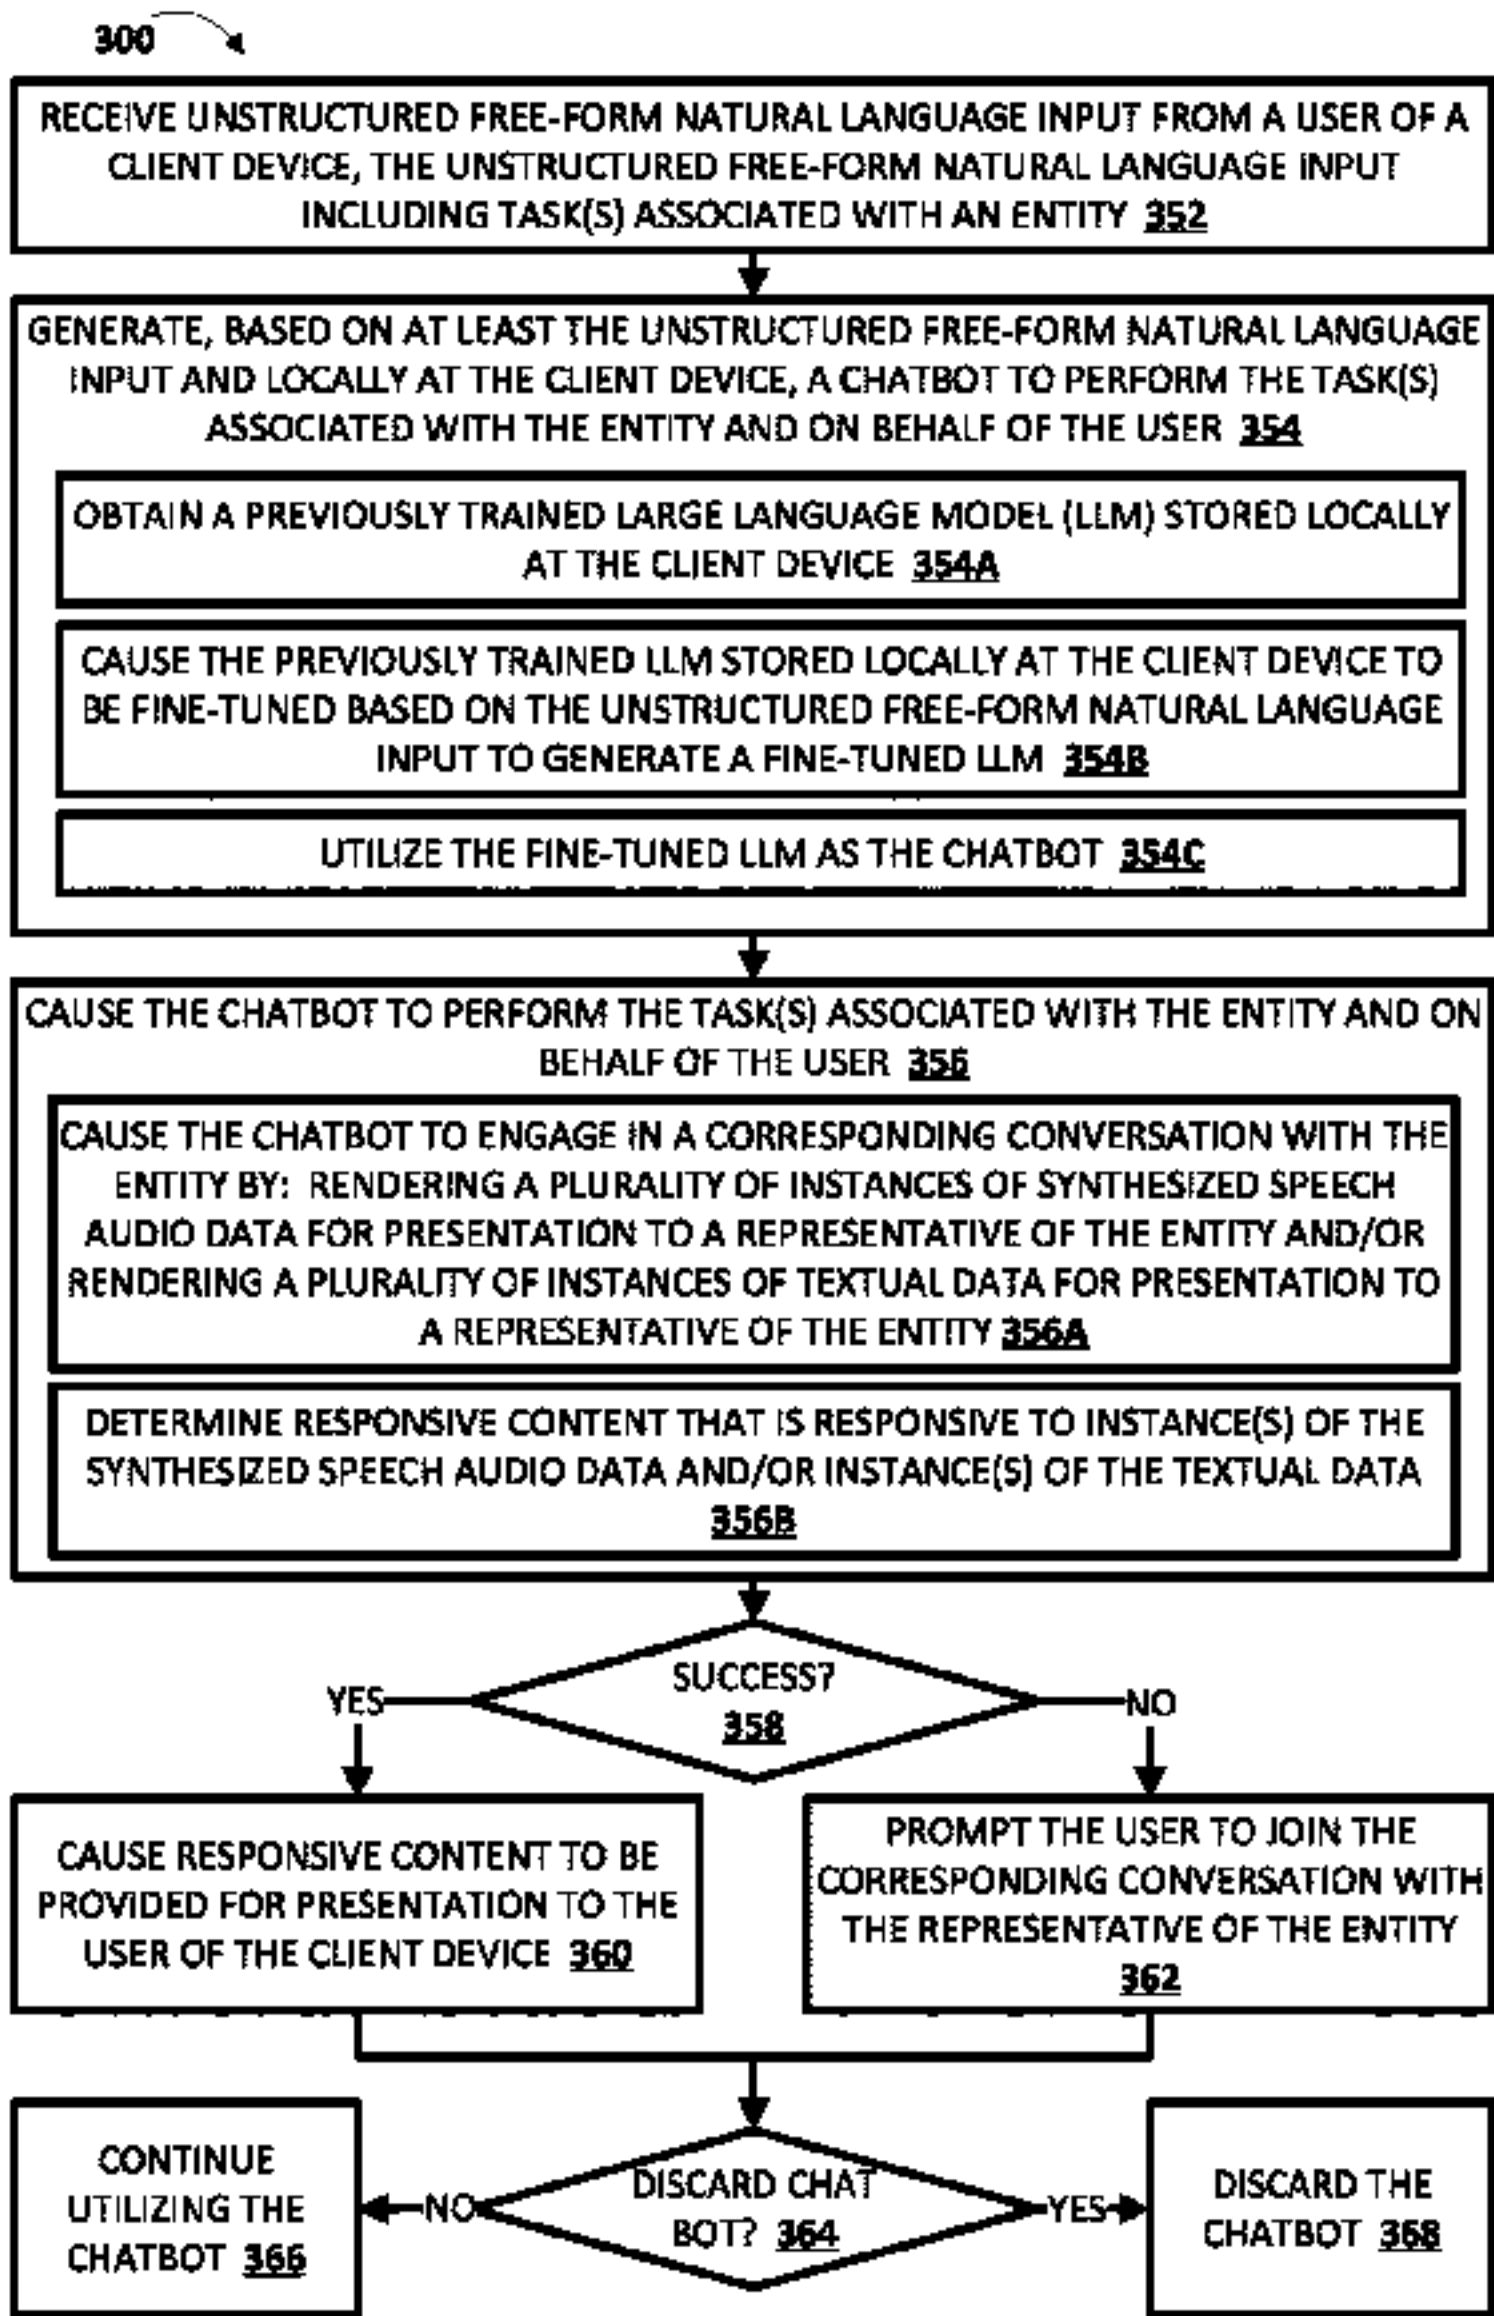 300
RECEIVE UNSTRUCTURED FREE-FORM NATURAL LANGUAGE INPUT FROM A USER OF A
CLIENT DEVICE, THE UNSTRUCTURED FREE-FORM NATURAL LANGUAGE INPUT
INCLUDING TASK(S) ASSOCIATED WITH AN ENTITY 352
GENERATE, BASED ON AT LEAST THE UNSTRUCTURED FREE-FORM NATURAL LANGUAGE
INPUT AND LOCALLY AT THE CLIENT DEVICE, A CHATBOT TO PERFORM THE TASK(S)
ASSOCIATED WITH THE ENTITY AND ON BEHALF OF THE USER 354
OBTAIN A PREVIOUSLY TRAINED LARGE LANGUAGE MODEL (LLM) STORED LOCALLY
AT THE CLIENT DEVICE 354A
CAUSE THE PREVIOUSLY TRAINED LLM STORED LOCALLY AT THE CLIENT DEVICE TO
BE FINE-TUNED BASED ON THE UNSTRUCTURED FREE-FORM NATURAL LANGUAGE
INPUT TO GENERATE A FINE-TUNED LLM 354B
UTILIZE THE FINE-TUNED LLM AS THE CHATBOT 354C
CAUSE THE CHATBOT TO PERFORM THE TASK(S) ASSOCIATED WITH THE ENTITY AND ON
BEHALF OF THE USER 356
CAUSE THE CHATBOT TO ENGAGE IN A CORRESPONDING CONVERSATION WITH THE
ENTITY BY: RENDERING A PLURALITY OF INSTANCES OF SYNTHESIZED SPEECH
AUDIO DATA FOR PRESENTATION TO A REPRESENTATIVE OF THE ENTITY AND/OR
RENDERING A PLURALITY OF INSTANCES OF TEXTUAL DATA FOR PRESENTATION TO
A REPRESENTATIVE OF THE ENTITY 356A
DETERMINE RESPONSIVE CONTENT THAT IS RESPONSIVE TO INSTANCE(S) OF THE
SYNTHESIZED SPEECH AUDIO DATA AND/OR INSTANCE(S) OF THE TEXTUAL DATA
356B
SUCCESS?
358
YES
NO
CAUSE RESPONSIVE CONTENT TO BE
PROVIDED FOR PRESENTATION TO THE
USER OF THE CLIENT DEVICE 360
PROMPT THE USER TO JOIN THE
CORRESPONDING CONVERSATION WITH
THE REPRESENTATIVE OF THE ENTITY
362
DISCARD CHAT
BOT? 364
NO
YES
CONTINUE
UTILIZING THE
CHATBOT 366
DISCARD THE
CHATBOT 368